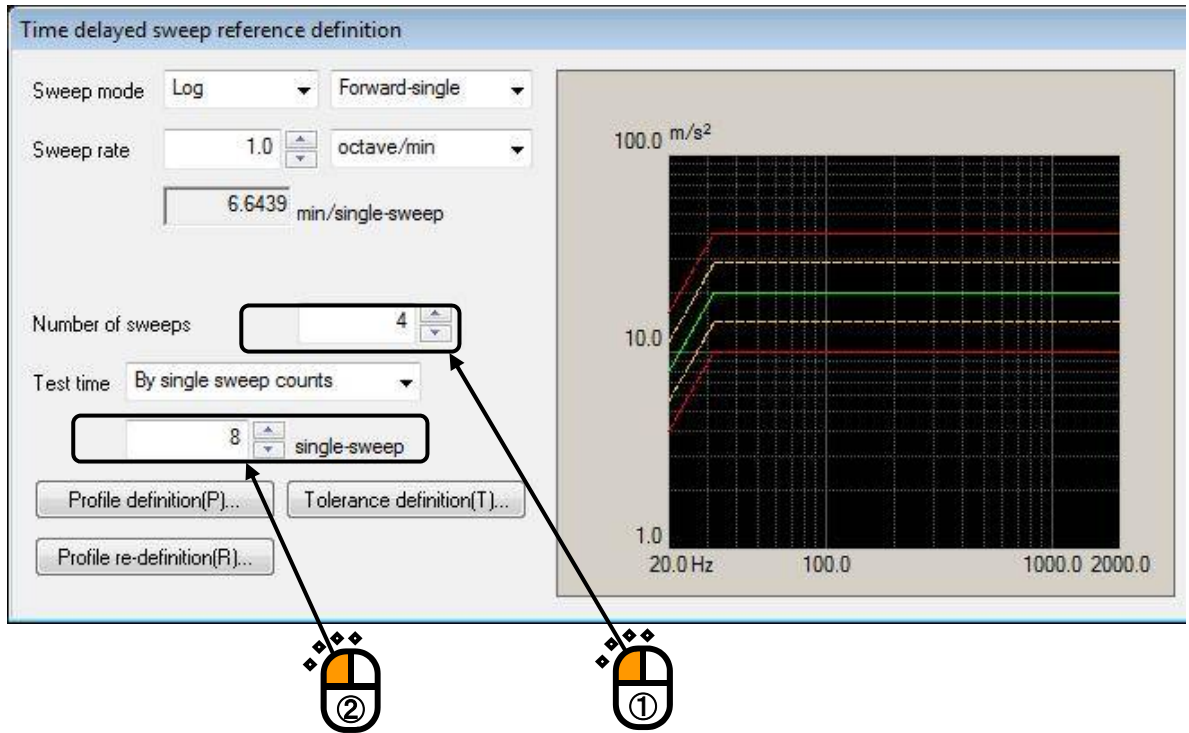 Time delayed sweep reference definition
Sweep mode Log Forward-single
Sweep rate 1.0 octave/min
6.6439 min/single-sweep
Number of sweeps 4
Test time By single sweep counts
8 single-sweep
Profile definition(P)... Tolerance definition(T)...
Profile re-definition(R)...
100.0 m/s²
10.0
1.0
20.0 Hz 100.0 1000.0 2000.0
② ①